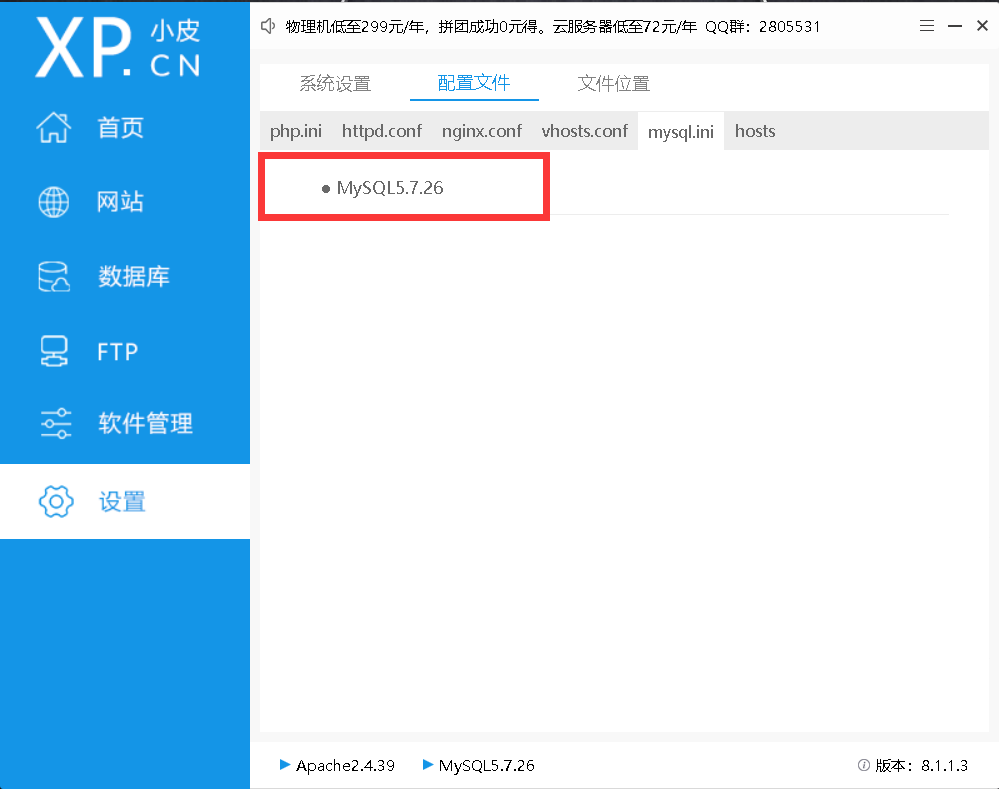 XP.小皮CN
物理机低至299元/年，拼团成功0元得。云服务器低至72元/年 QQ群：2805531
首页
网站
数据库
FTP
软件管理
设置
系统设置 配置文件 文件位置
php.ini httpd.conf nginx.conf vhosts.conf mysql.ini hosts
● MySQL5.7.26
Apache2.4.39 MySQL5.7.26 版本：8.1.1.3